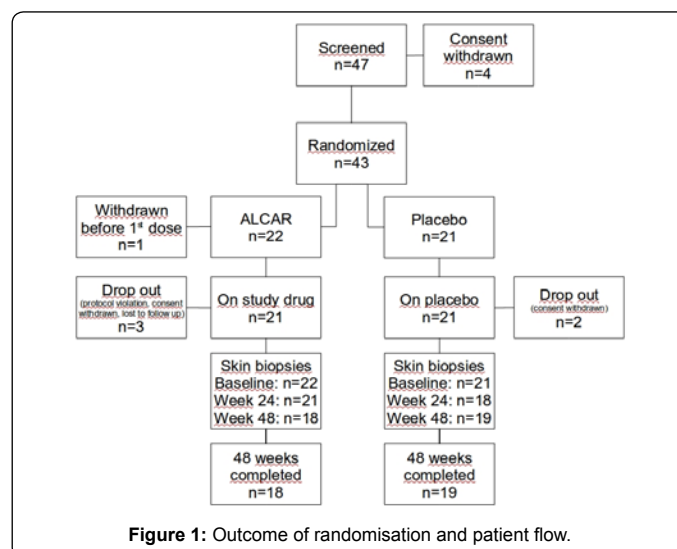 Screened
n=47
Consent
withdrawn
n=4
Randomized
n=43
Withdrawn
before 1st dose
n=1
ALCAR
n=22
Placebo
n=21
Drop out
(protocol violation, consent
withdrawn, lost to follow up)
n=3
On study drug
n=21
On placebo
n=21
Drop out
(consent withdrawn)
n=2
Skin biopsies
Baseline: n=22
Week 24: n=21
Week 48: n=18
Skin biopsies
Baseline: n=21
Week 24: n=18
Week 48: n=19
48 weeks
completed
n=18
48 weeks
completed
n=19
Figure 1: Outcome of randomisation and patient flow.